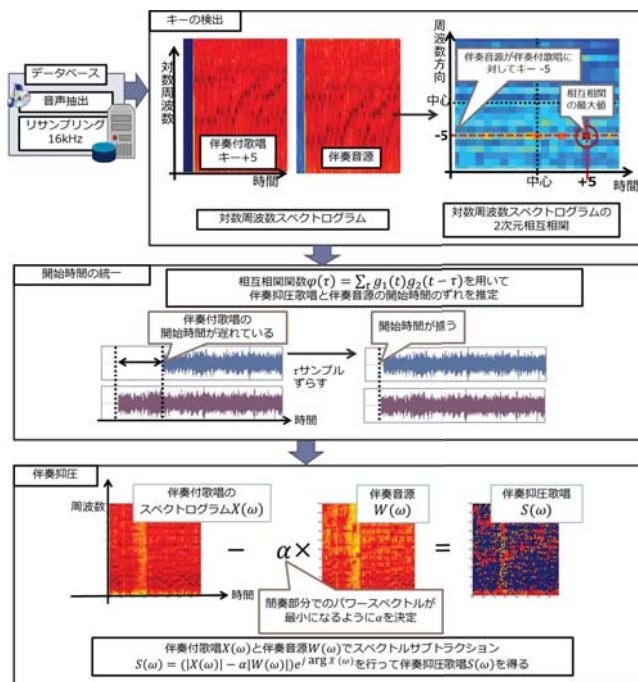 キーの検出
データベース
音声抽出
リサンプリング
16kHz
対数周波数
伴奏付歌唱
キー+5
伴奏音源
時間
対数周波数スペクトログラム
周波数方向
伴奏音源が伴奏付歌唱に
対してキー -5
中心
相互相関
の最大値
-5
中心
+5
時間
対数周波数スペクトログラムの
2次元相互相関
開始時間の統一
相互相関関数φ(τ) = ∑t g1(t)g2(t − τ)を用いて
伴奏抑圧歌唱と伴奏音源の開始時間のずれを推定
伴奏付歌唱の
開始時間が遅れている
開始時間が揃う
τサンプル
ずらす
時間
伴奏抑圧
周波数
伴奏付歌唱の
スペクトログラムX(ω)
伴奏音源
W(ω)
伴奏抑圧歌唱
S(ω)
− α× =
時間
間奏部分でのパワースペクトルが
最小になるようにαを決定
伴奏付歌唱X(ω)と伴奏音源W(ω)でスペクトルサブトラクション
S(ω) = (|X(ω)| − α|W(ω)|)e^{j arg X (ω)}を行って伴奏抑圧歌唱S(ω)を得る